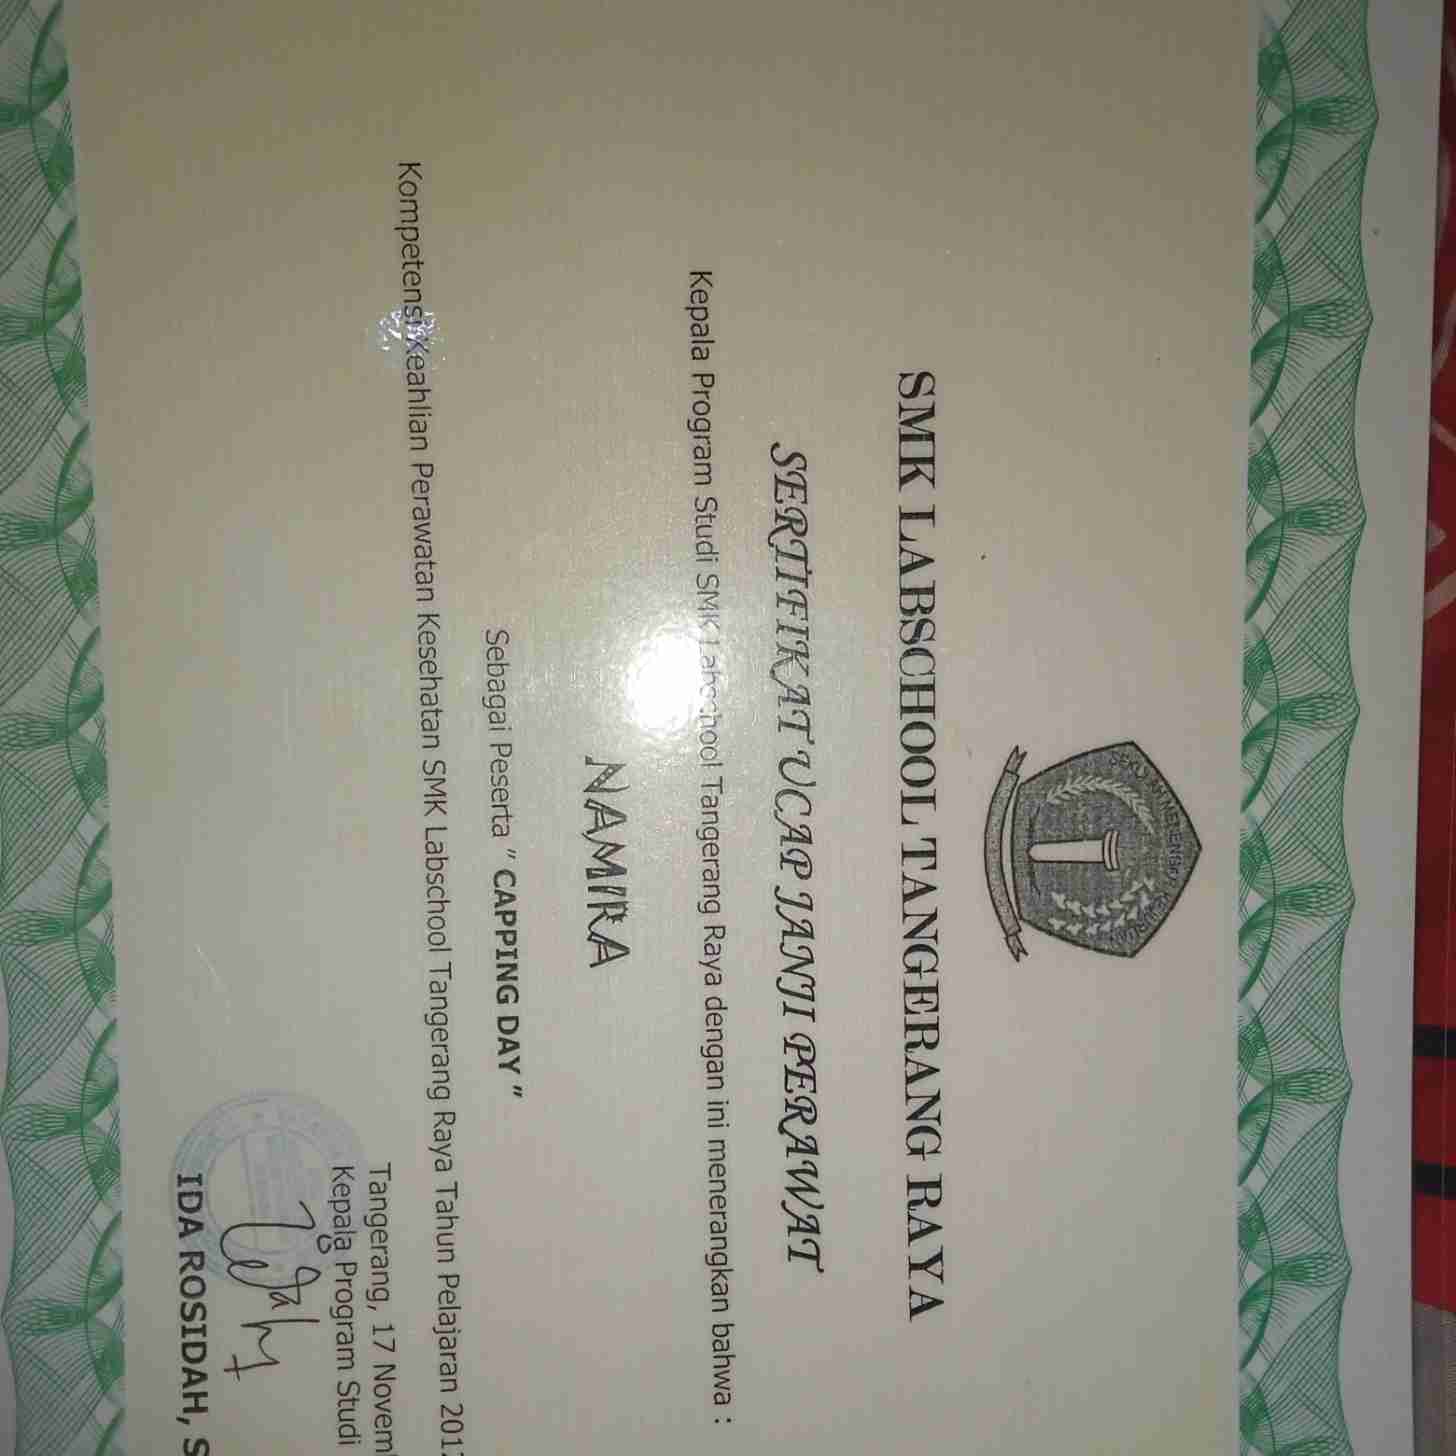 SMK LABSCHOOL TANGERANG RAYA
SERTIFIKAT UCAP JANJI PERAWAT
Kepala Program Studi SMK Labschool Tangerang Raya dengan ini menerangkan bahwa :
NAMIRA
Sebagai Peserta " CAPPING DAY "
Kompetensi Keahlian Perawatan Kesehatan SMK Labschool Tangerang Raya Tahun Pelajaran
Tangerang, 17
Kepala Program Studi
IDA ROSIDAH,